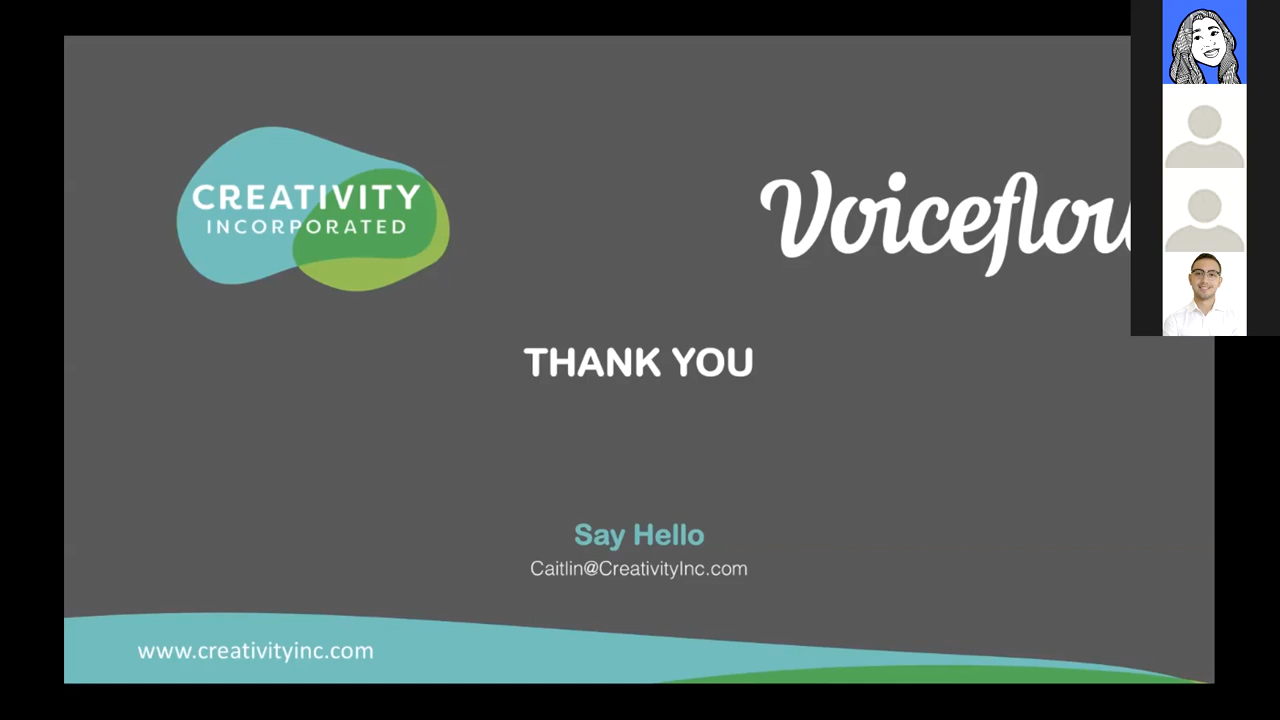 CREATIVITY
INCORPORATED
Voiceflow
THANK YOU
Say Hello
Caitlin@CreativityInc.com
www.creativityinc.com